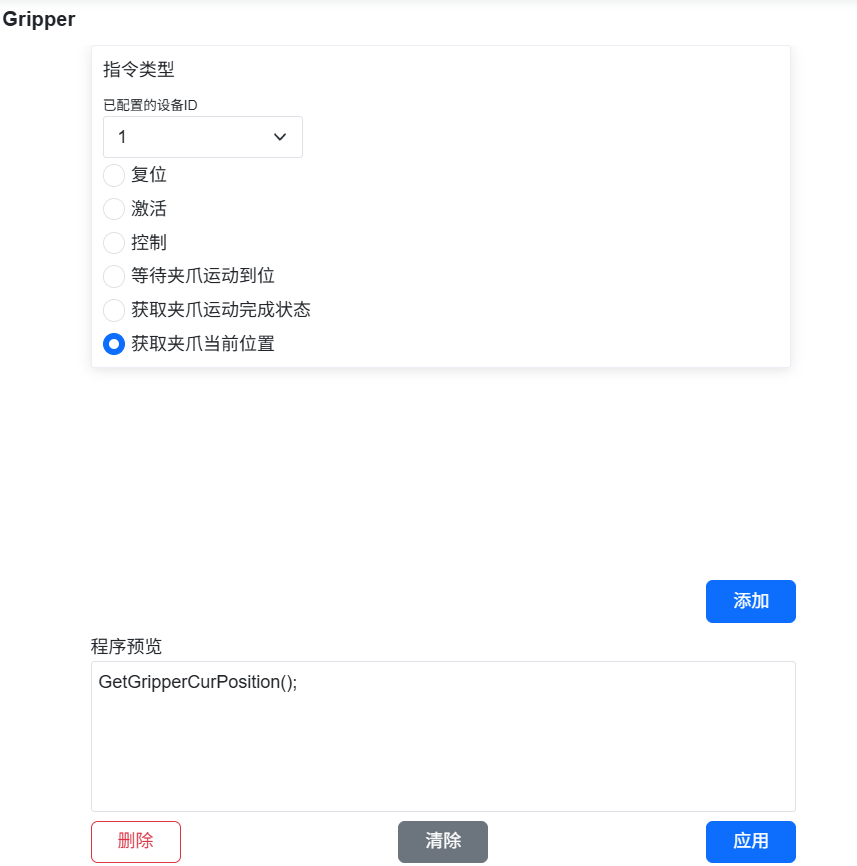 Gripper
指令类型
已配置的设备ID
1
复位
激活
控制
等待夹爪运动到位
获取夹爪运动完成状态
获取夹爪当前位置
添加
程序预览
GetGripperCurPosition();
删除
清除
应用